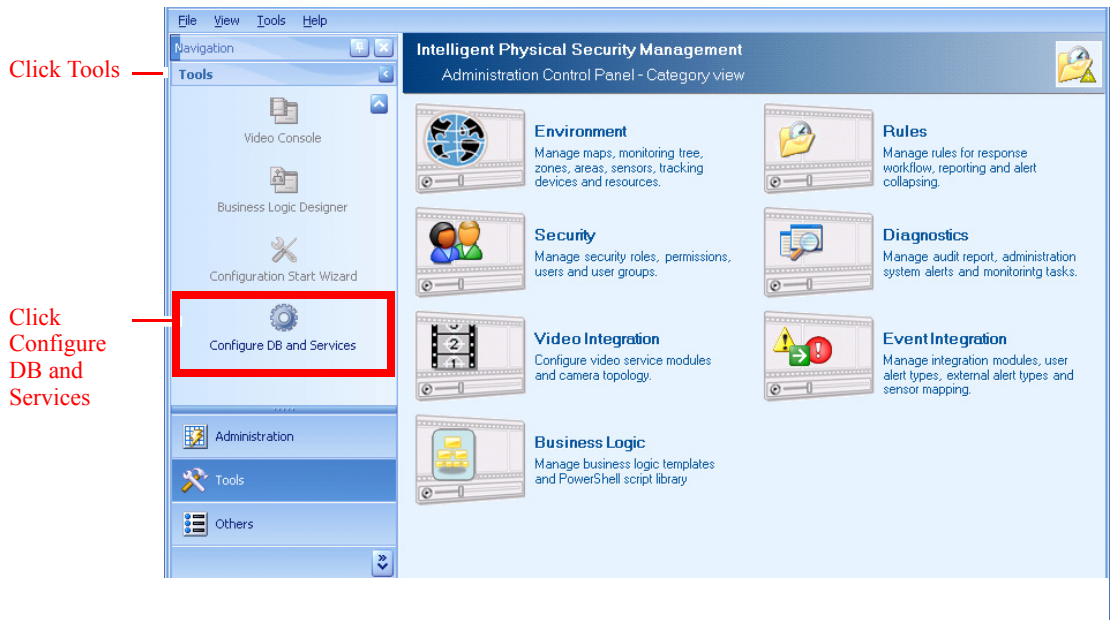 File View Tools Help
Navigation
Click Tools
Tools
Video Console
Business Logic Designer
Configuration Start Wizard
Click
Configure
DB and
Services
Configure DB and Services
Administration
Tools
Others
Intelligent Physical Security Management
Administration Control Panel - Category view
Environment
Manage maps, monitoring tree,
zones, areas, sensors, tracking
devices and resources.
Rules
Manage rules for response
workflow, reporting and alert
collapsing.
Security
Manage security roles, permissions,
users and user groups.
Diagnostics
Manage audit report, administration
system alerts and monitorintg tasks.
2
Video Integration
Configure video service modules
and camera topology.
Event Integration
Manage integration modules, user
alert types, external alert types and
sensor mapping.
Business Logic
Manage business logic templates
and PowerShell script library